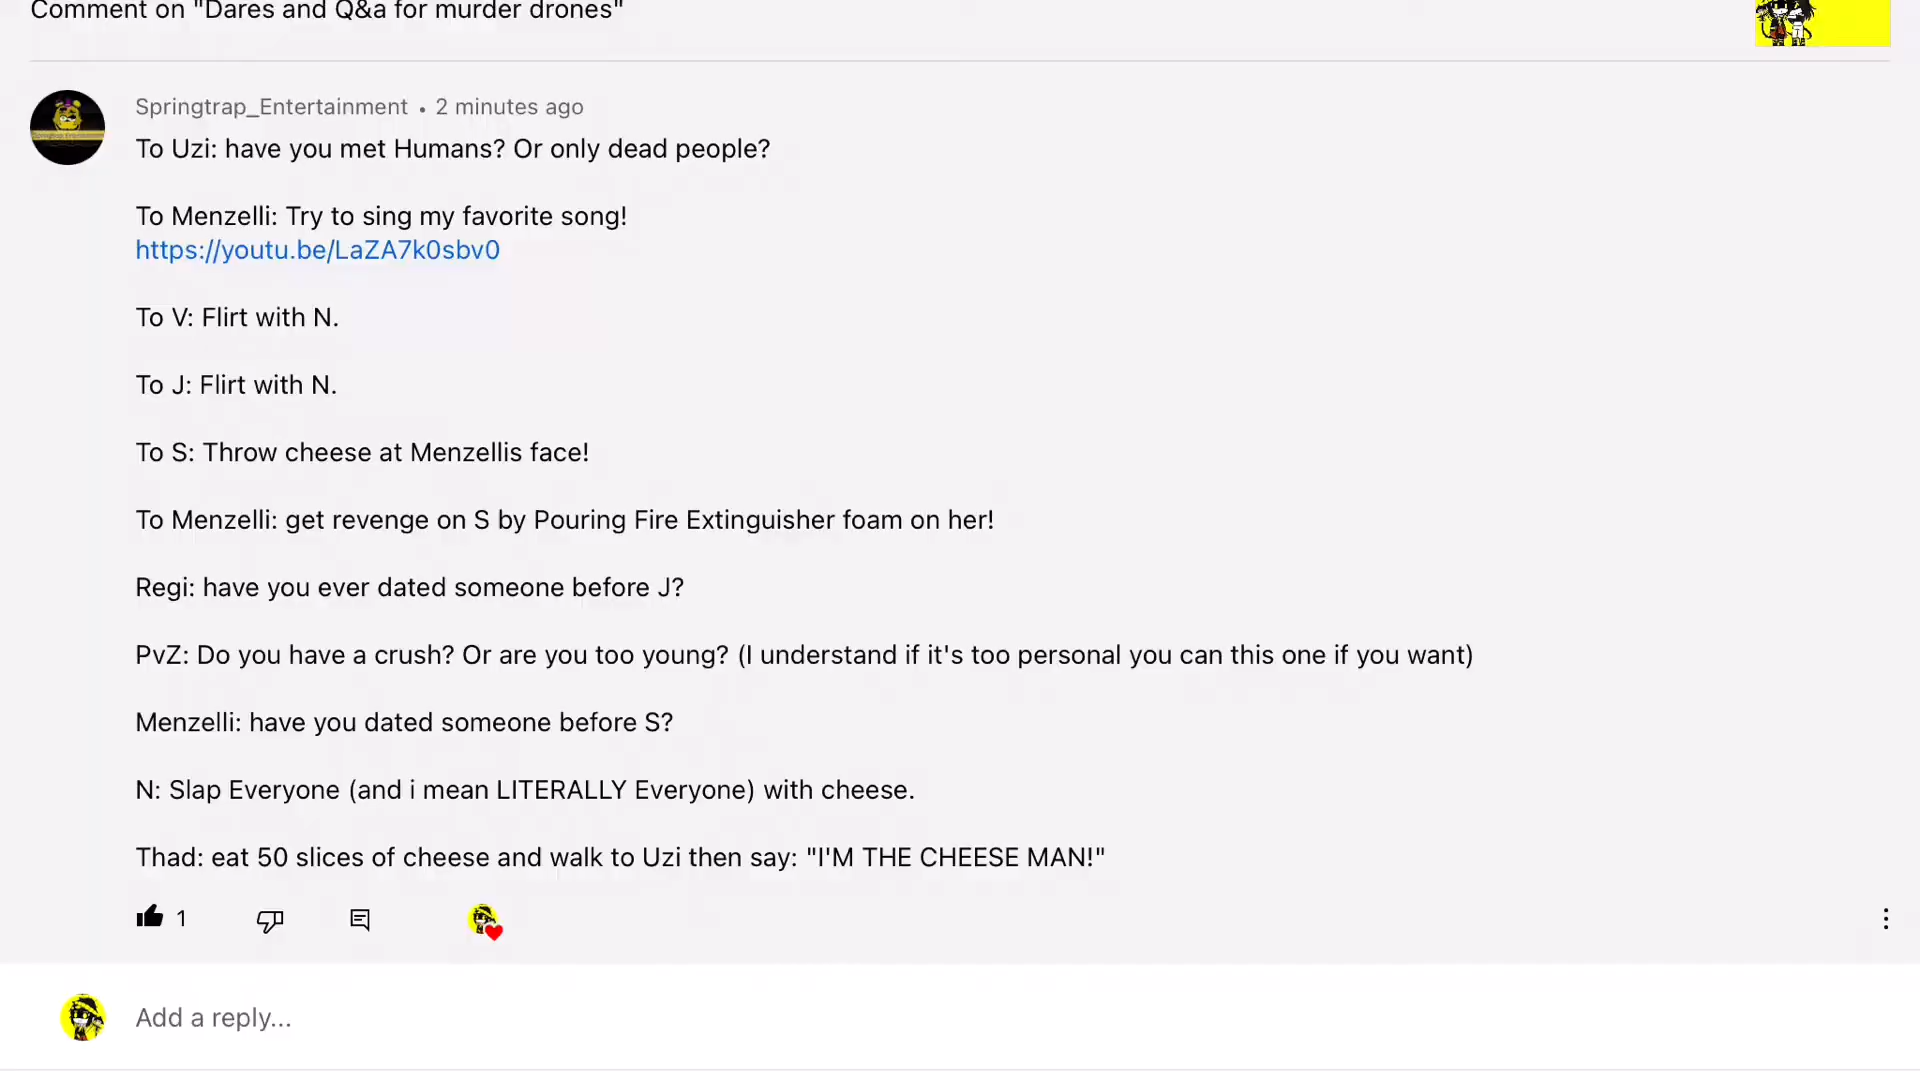 Comment on "Dares and Q&a for murder drones"
Springtrap_Entertainment • 2 minutes ago
To Uzi: have you met Humans? Or only dead people?
To Menzelli: Try to sing my favorite song!
https://youtu.be/LaZA7k0sbv0
To V: Flirt with N.
To J: Flirt with N.
To S: Throw cheese at Menzellis face!
To Menzelli: get revenge on S by Pouring Fire Extinguisher foam on her!
Regi: have you ever dated someone before J?
PvZ: Do you have a crush? Or are you too young? (I understand if it's too personal you can this one if you want)
Menzelli: have you dated someone before S?
N: Slap Everyone (and i mean LITERALLY Everyone) with cheese.
Thad: eat 50 slices of cheese and walk to Uzi then say: "I'M THE CHEESE MAN!"
1
Add a reply...